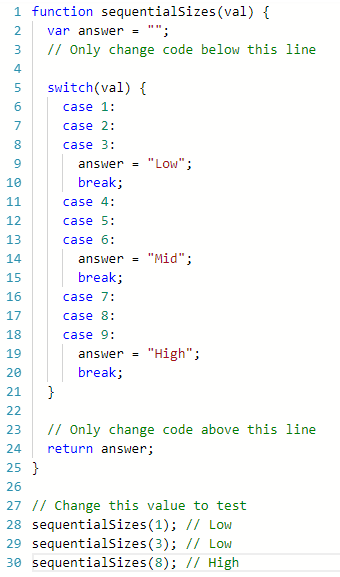 1 function sequentialSizes(val) {
2   var answer = "";
3   // Only change code below this line
4
5   switch(val) {
6     case 1:
7     case 2:
8     case 3:
9       answer = "Low";
10       break;
11     case 4:
12     case 5:
13     case 6:
14       answer = "Mid";
15       break;
16     case 7:
17     case 8:
18     case 9:
19       answer = "High";
20       break;
21   }
22
23   // Only change code above this line
24   return answer;
25 }
26
27 // Change this value to test
28 sequentialSizes(1); // Low
29 sequentialSizes(3); // Low
30 sequentialSizes(8); // High